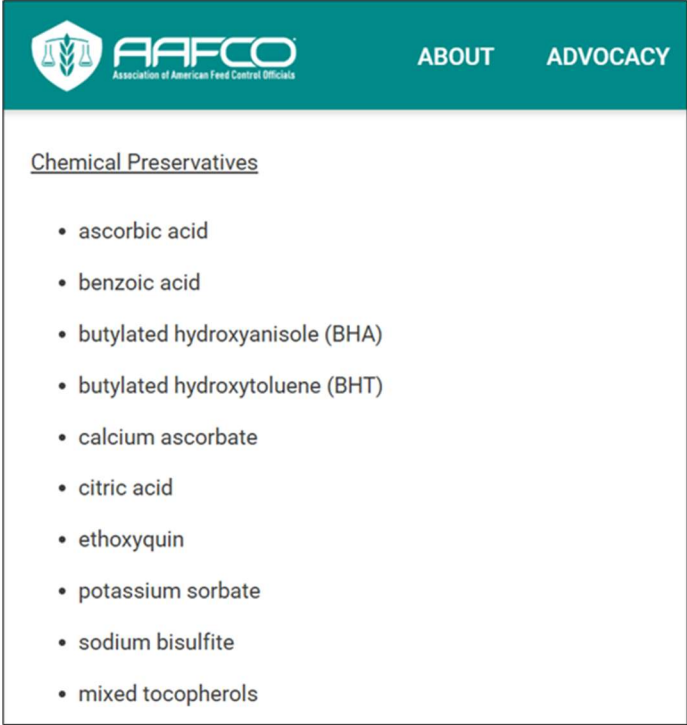 AAFCO
Association of American Feed Control Officials
ABOUT ADVOCACY
Chemical Preservatives
• ascorbic acid
• benzoic acid
• butylated hydroxyanisole (BHA)
• butylated hydroxytoluene (BHT)
• calcium ascorbate
• citric acid
• ethoxyquin
• potassium sorbate
• sodium bisulfite
• mixed tocopherols